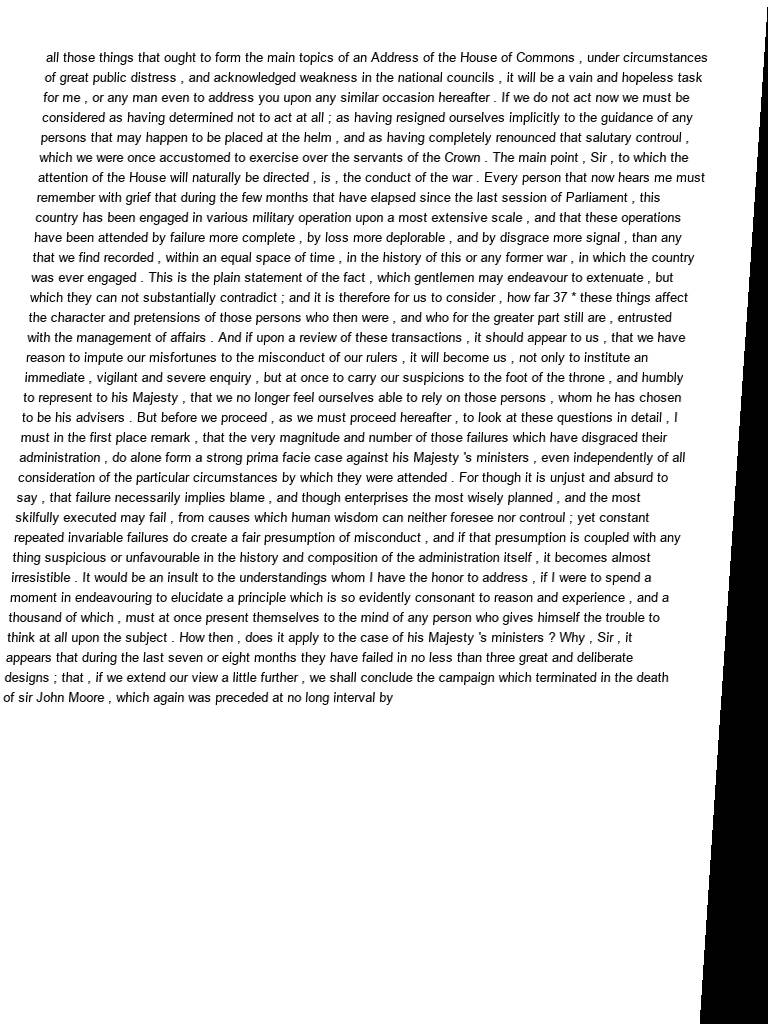 all those things that ought to form the main topics of an Address of the House of Commons , under circumstances
of great public distress , and acknowledged weakness in the national councils , it will be a vain and hopeless task
for me , or any man even to address you upon any similar occasion hereafter . If we do not act now we must be
considered as having determined not to act at all ; as having resigned ourselves implicitly to the guidance of any
persons that may happen to be placed at the helm , and as having completely renounced that salutary controul ,
which we were once accustomed to exercise over the servants of the Crown . The main point , Sir , to which the
attention of the House will naturally be directed , is , the conduct of the war . Every person that now hears me must
remember with grief that during the few months that have elapsed since the last session of Parliament , this
country has been engaged in various military operation upon a most extensive scale , and that these operations
have been attended by failure more complete , by loss more deplorable , and by disgrace more signal , than any
that we find recorded , within an equal space of time , in the history of this or any former war , in which the country
was ever engaged . This is the plain statement of the fact , which gentlemen may endeavour to extenuate , but
which they can not substantially contradict ; and it is therefore for us to consider , how far 37 * these things affect
the character and pretensions of those persons who then were , and who for the greater part still are , entrusted
with the management of affairs . And if upon a review of these transactions , it should appear to us , that we have
reason to impute our misfortunes to the misconduct of our rulers , it will become us , not only to institute an
immediate , vigilant and severe enquiry , but at once to carry our suspicions to the foot of the throne , and humbly
to represent to his Majesty , that we no longer feel ourselves able to rely on those persons , whom he has chosen
to be his advisers . But before we proceed , as we must proceed hereafter , to look at these questions in detail , I
must in the first place remark , that the very magnitude and number of those failures which have disgraced their
administration , do alone form a strong prima facie case against his Majesty 's ministers , even independently of all
consideration of the particular circumstances by which they were attended . For though it is unjust and absurd to
say , that failure necessarily implies blame , and though enterprises the most wisely planned , and the most
skilfully executed may fail , from causes which human wisdom can neither foresee nor controul ; yet constant
repeated invariable failures do create a fair presumption of misconduct , and if that presumption is coupled with any
thing suspicious or unfavourable in the history and composition of the administration itself , it becomes almost
irresistible . It would be an insult to the understandings whom I have the honor to address , if I were to spend a
moment in endeavouring to elucidate a principle which is so evidently consonant to reason and experience , and a
thousand of which , must at once present themselves to the mind of any person who gives himself the trouble to
think at all upon the subject . How then , does it apply to the case of his Majesty 's ministers ? Why , Sir , it
appears that during the last seven or eight months they have failed in no less than three great and deliberate
designs ; that , if we extend our view a little further , we shall conclude the campaign which terminated in the death
of sir John Moore , which again was preceded at no long interval by